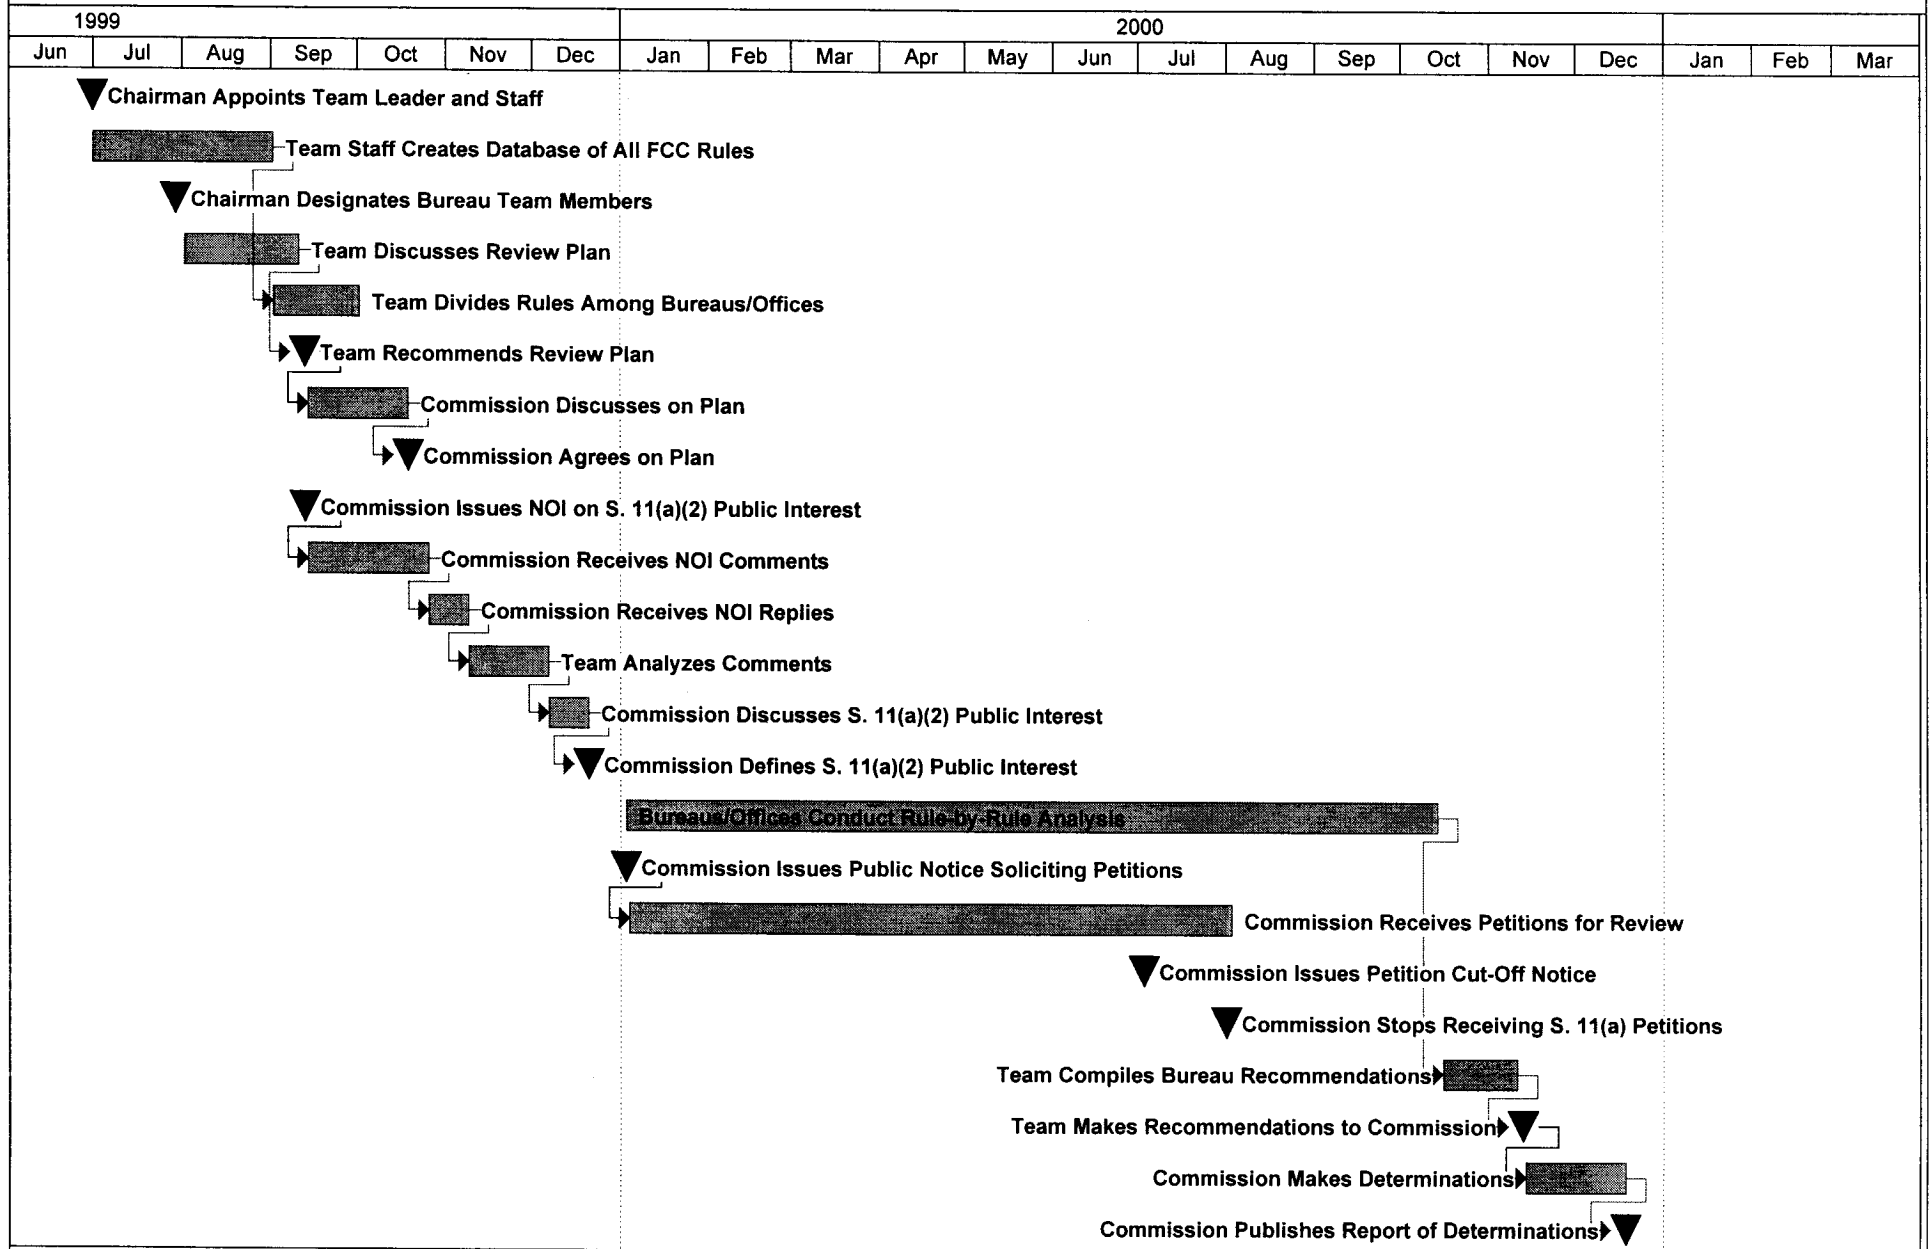 1999 2000
Jun Jul Aug Sep Oct Nov Dec Jan Feb Mar Apr May Jun Jul Aug Sep Oct Nov Dec Jan Feb Mar
Chairman Appoints Team Leader and Staff
Team Staff Creates Database of All FCC Rules
Chairman Designates Bureau Team Members
Team Discusses Review Plan
Team Divides Rules Among Bureaus/Offices
Team Recommends Review Plan
Commission Discusses on Plan
Commission Agrees on Plan
Commission Issues NOI on S. 11(a)(2) Public Interest
Commission Receives NOI Comments
Commission Receives NOI Replies
Team Analyzes Comments
Commission Discusses S. 11(a)(2) Public Interest
Commission Defines S. 11(a)(2) Public Interest
Bureaus/Offices Conduct Rule-by-Rule Analysis
Commission Issues Public Notice Soliciting Petitions
Commission Receives Petitions for Review
Commission Issues Petition Cut-Off Notice
Commission Stops Receiving S. 11(a) Petitions
Team Compiles Bureau Recommendations
Team Makes Recommendations to Commission
Commission Makes Determinations
Commission Publishes Report of Determinations